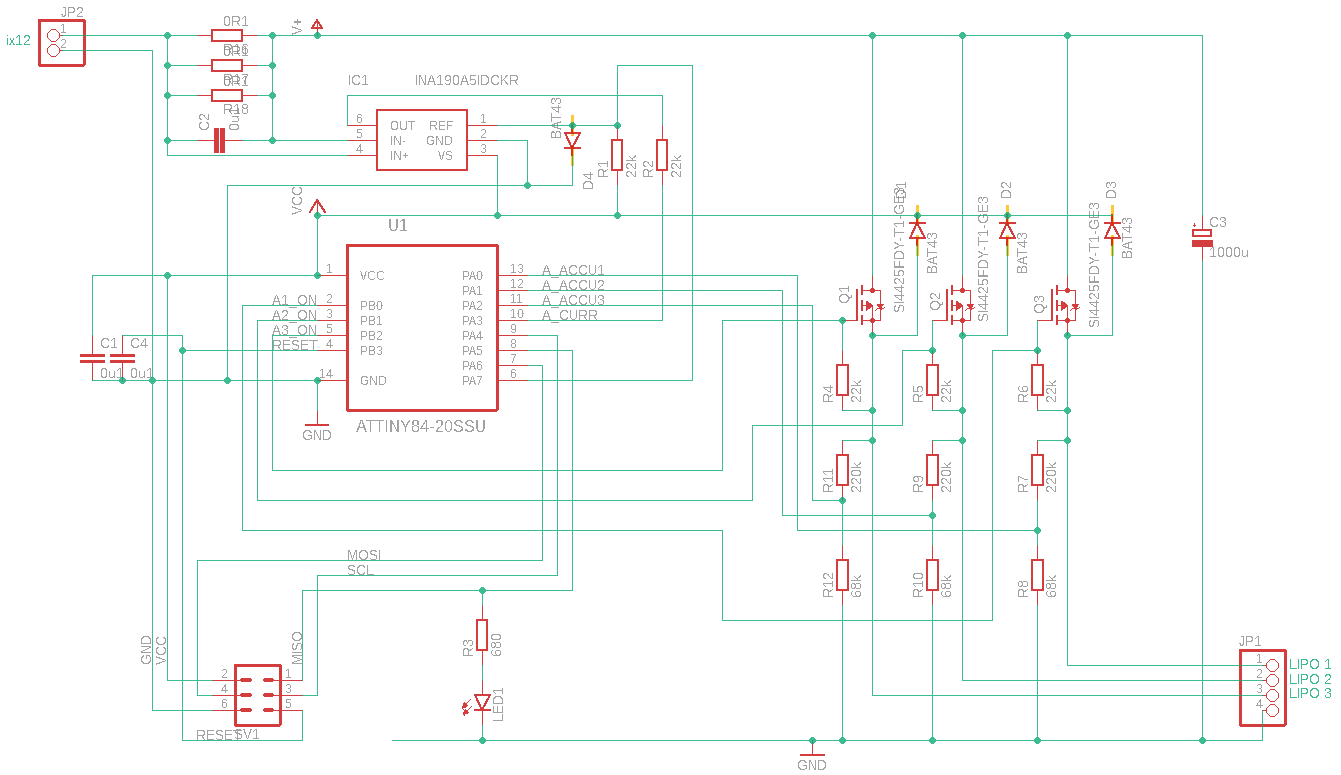 JP2
ix12
1
2
0R1
R16
0R1
R17
0R1
R18
C2
0u1
V+
IC1
INA190A5IDCKR
6
5
4
OUT
IN-
IN+
REF
GND
VS
1
2
3
BAT43
D4
R1
22k
R2
22k
VCC
U1
1
VCC
A1_ON 2 PB0
A2_ON 3 PB1
A3_ON 5 PB2
RESET 4 PB3
14 GND
PA0 13 A_ACCU1
PA1 12 A_ACCU2
PA2 11 A_ACCU3
PA3 10 A_CURR
PA4 9
PA5 8
PA6 7
PA7 6
ATTINY84-20SSU
GND
C1
0u1
C4
0u1
D1
BAT43
SI4425FDY-T1-GE3
Q1
D2
BAT43
SI4425FDY-T1-GE3
Q2
D3
BAT43
SI4425FDY-T1-GE3
Q3
C3
1000u
R4
22k
R5
22k
R6
22k
R11
220k
R9
220k
R7
220k
R12
68k
R10
68k
R8
68k
MOSI
SCL
GND
VCC
MISO
2
4
6
1
3
5
RESET
SV1
R3
680
LED1
GND
JP1
1
2
3
4
LIPO 1
LIPO 2
LIPO 3